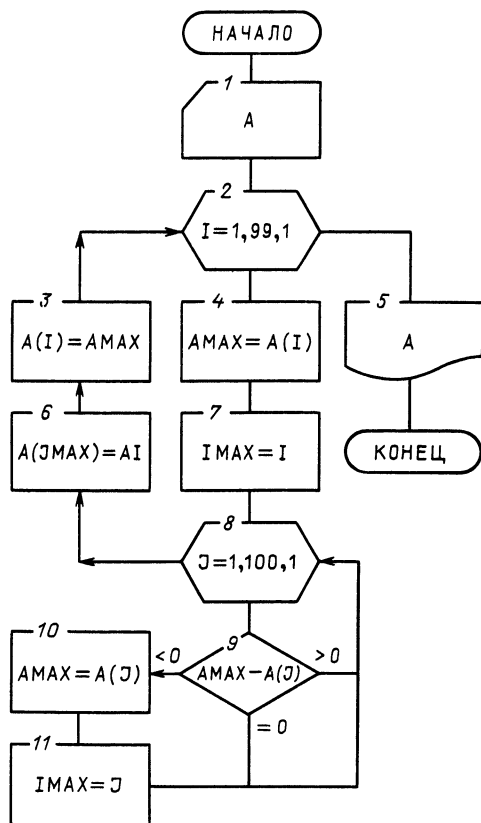 НАЧАЛО
1
А
2
I=1,99,1
3
A(I)=AMAX
4
AMAX=A(I)
5
А
6
A(JMAX)=AI
7
IMAX=I
КОНЕЦ
8
J=1,100,1
9
<0
AMAX-A(J)
>0
=0
10
AMAX=A(J)
11
IMAX=J